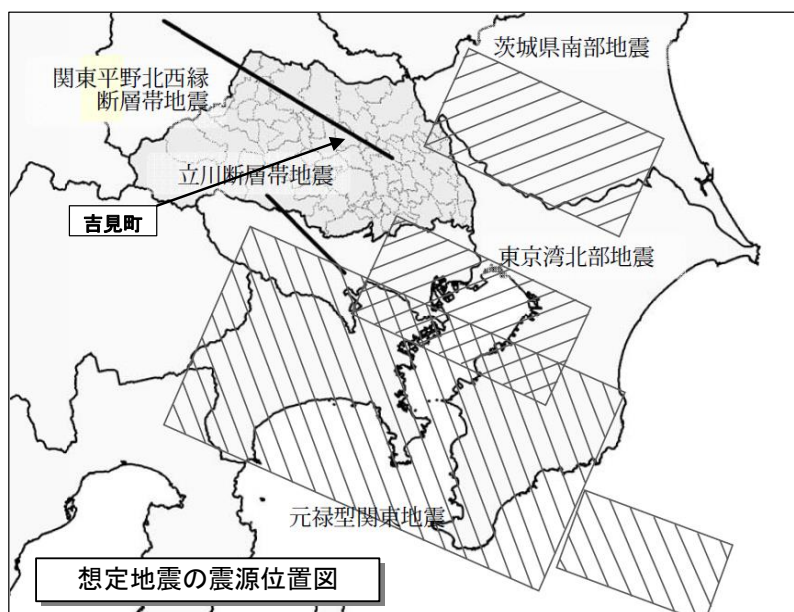 茨城県南部地震
関東平野北西縁
断層帯地震
立川断層帯地震
吉見町
東京湾北部地震
元禄型関東地震
想定地震の震源位置図